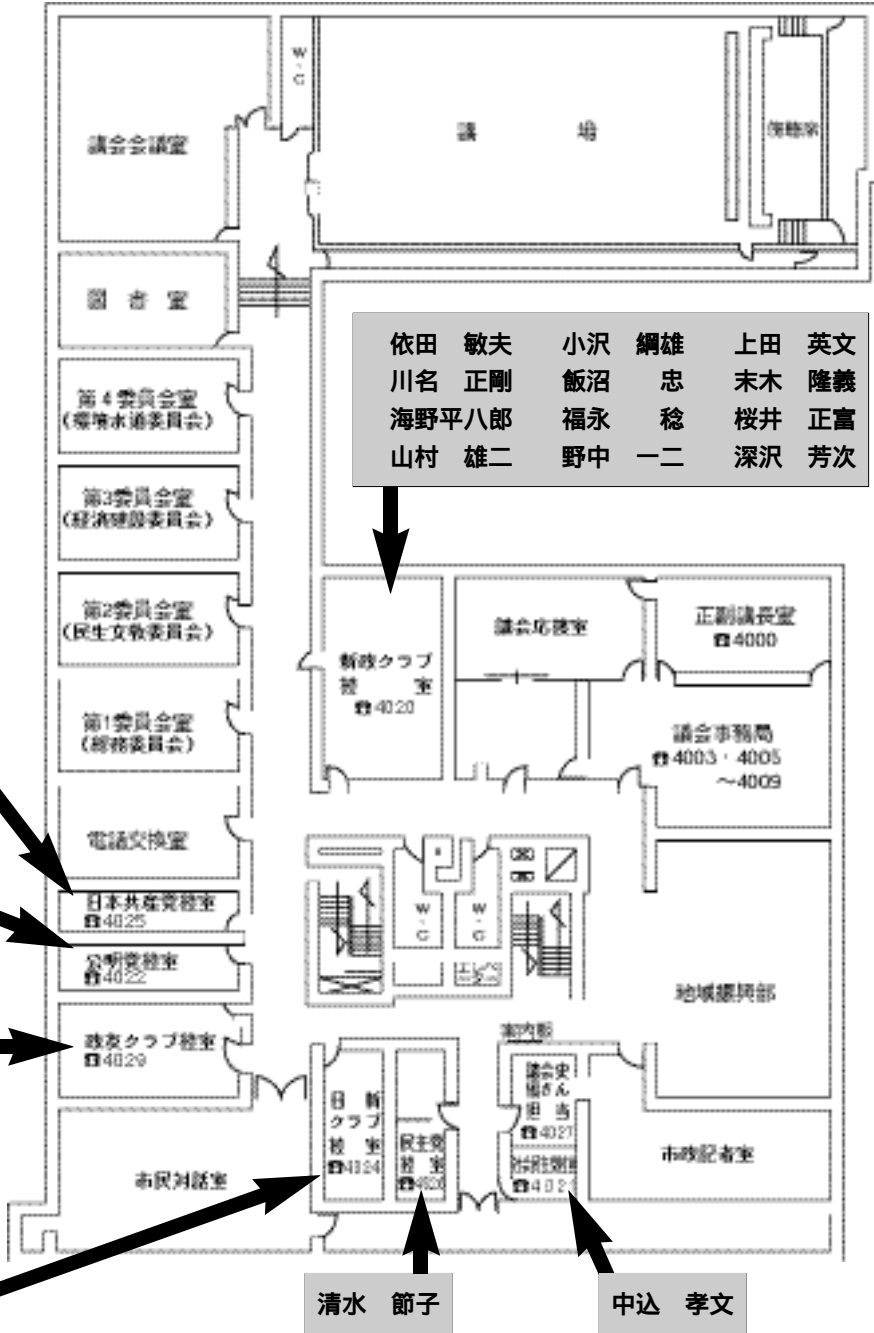 W・C
議会会議室
議場
傍聴席
図書室
依田 敏夫 小沢 綱雄 上田 英文
川名 正剛 飯沼 忠 末木 隆義
海野平八郎 福永 稔 桜井 正富
山村 雄二 野中 一二 深沢 芳次
第4委員会室
(環境水道委員会)
第3委員会室
(経済建設委員会)
第2委員会室
(民生文教委員会)
第1委員会室
(総務委員会)
新政クラブ
控室
☎4020
議会応接室
正副議長室
☎4000
議会事務局
☎4003・4005
～4009
電話交換室
日本共産党控室
☎4025
公明党控室
☎4022
政友クラブ控室
☎4029
W・C
W・C
地域振興部
案内板
日新
クラブ
控室
民主党
控室
議会史
編さん
担当
☎4027
社会民主党控室
市政記者室
市民対話室
清水 節子
中込 孝文